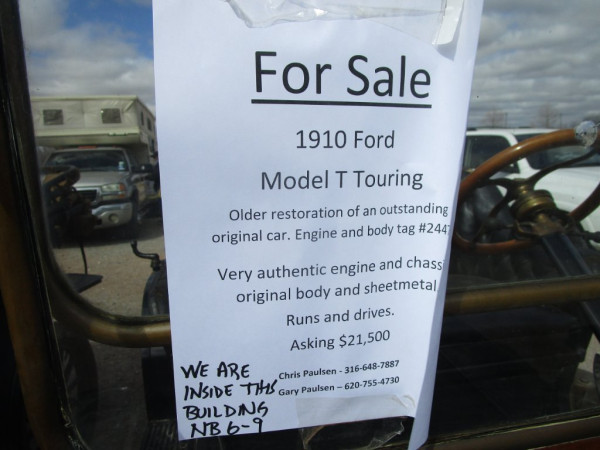 For Sale
1910 Ford
Model T Touring
Older restoration of an outstanding
original car. Engine and body tag
Very authentic engine and
original body and sheetmetal
Runs and drives.
Asking $21,500
Chris Paulsen - 316-648-7887
Gary Paulsen – 620-755-4730
WE ARE
INSIDE THIS
BUILDING
NB 6-9